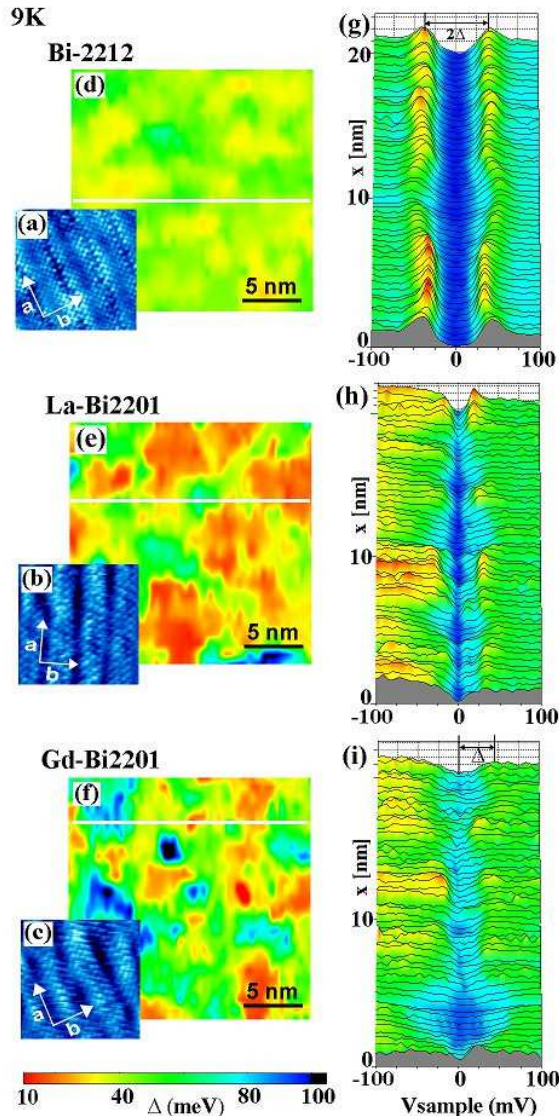 9K
Bi-2212
(d)
(a)
a
b
5 nm
(g)
2Δ
x [nm]
20
10
0
-100 0 100
La-Bi2201
(e)
(b)
a
b
5 nm
(h)
x [nm]
10
0
-100 0 100
Gd-Bi2201
(f)
(c)
a
b
5 nm
(i)
Δ
x [nm]
10
0
-100 0 100
Vsample (mV)
10 40 80 100
Δ (meV)